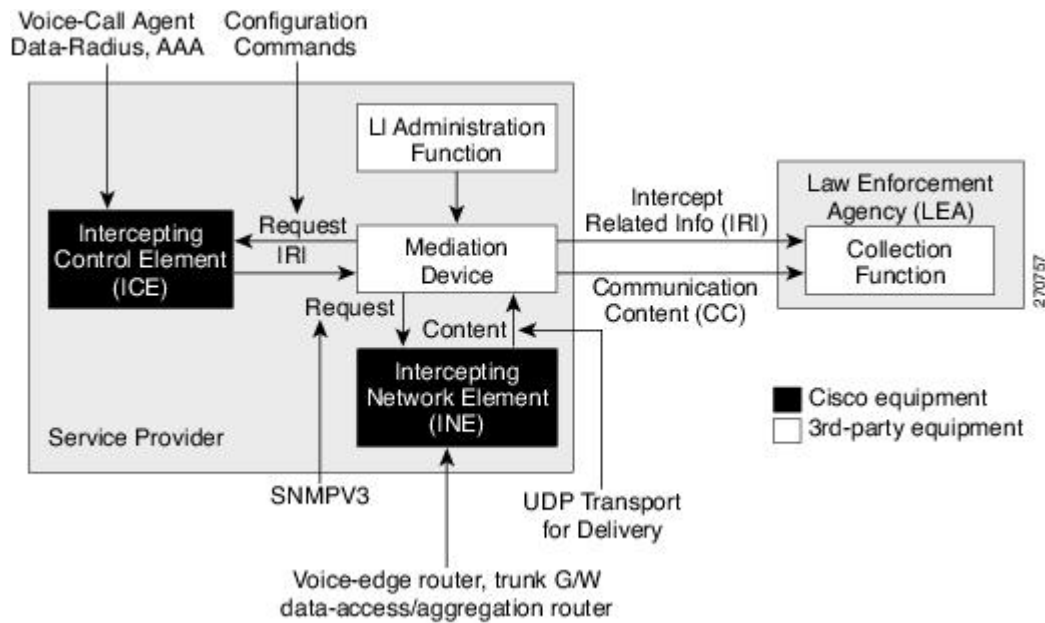 Voice-Call Agent
Data-Radius, AAA
Configuration
Commands
LI Administration
Function
Law Enforcement
Agency (LEA)
Collection
Function
Intercepting
Control Element
(ICE)
Request
IRI
Mediation
Device
Intercept
Related Info (IRI)
Communication
Content (CC)
Request
Content
Intercepting
Network Element
(INE)
Service Provider
Cisco equipment
3rd-party equipment
SNMPV3
UDP Transport
for Delivery
Voice-edge router, trunk G/W
data-access/aggregation router
270757